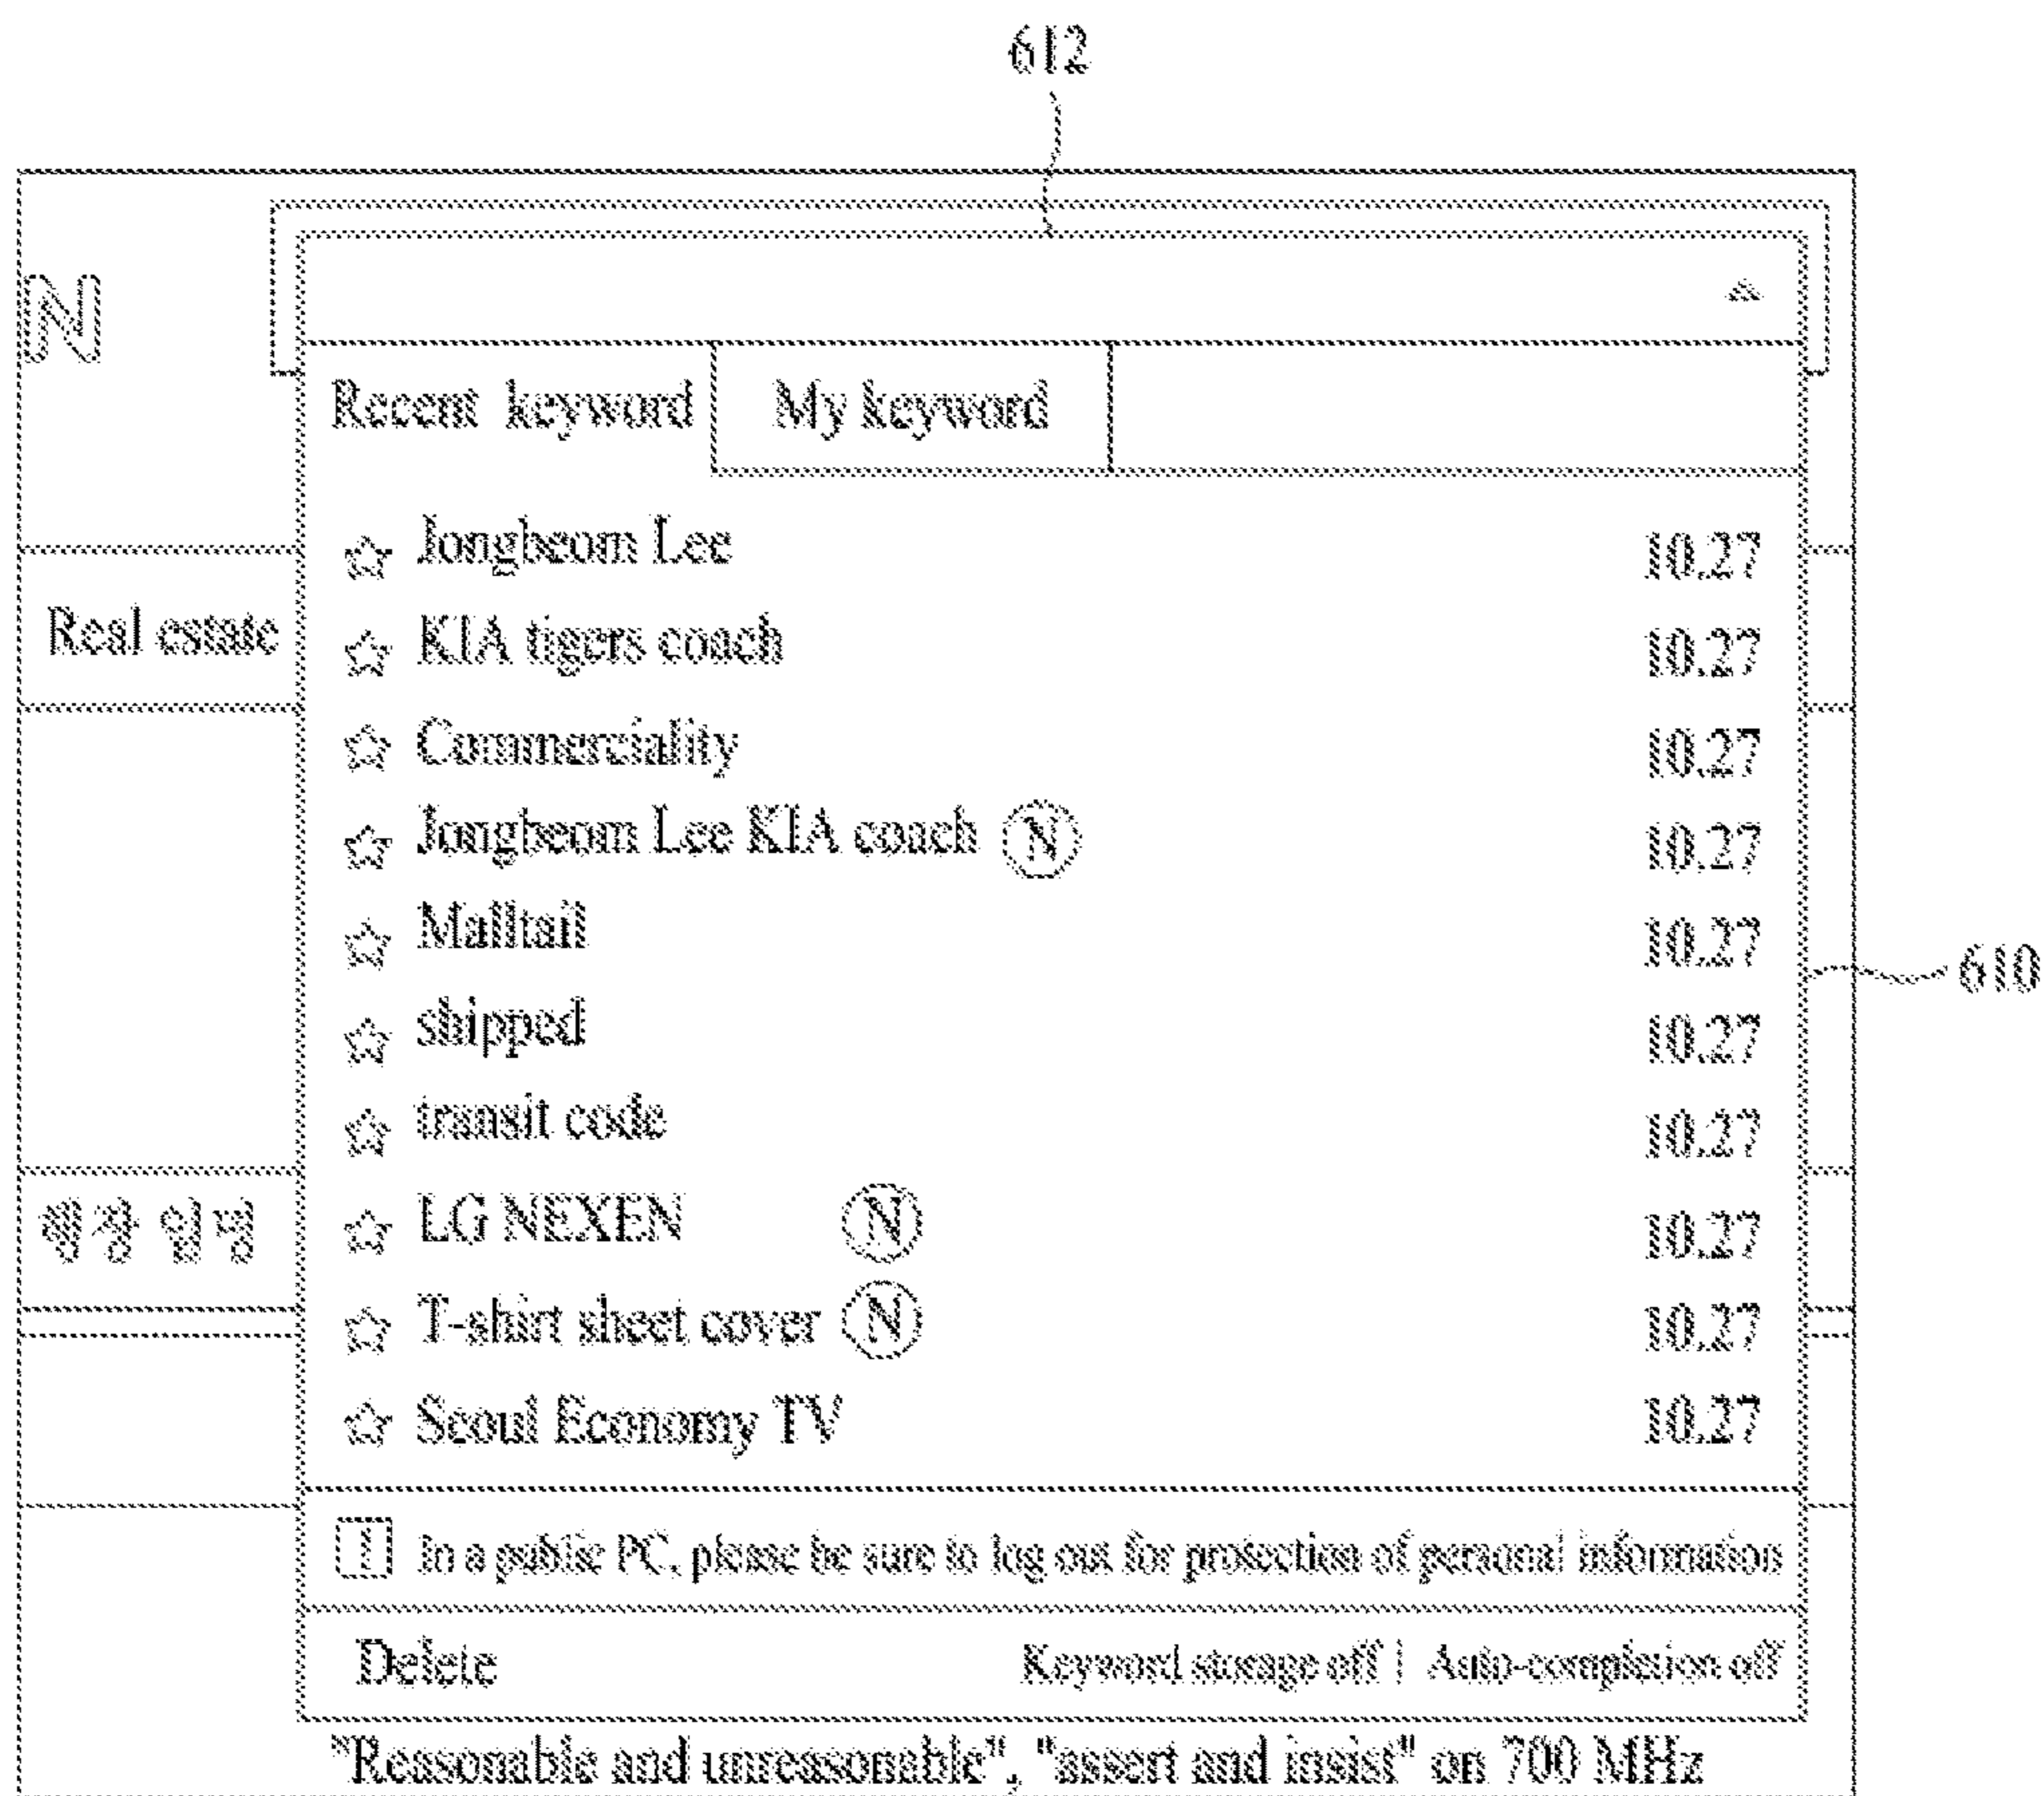 612
N
Recent keyword My keyword
☆ Jongbeom Lee 10.27
Real estate
☆ KIA tigers coach 10.27
☆ Commerciality 10.27
☆ Jongbeom Lee KIA coach Ⓝ 10.27
☆ Malltail 10.27
610
☆ shipped 10.27
☆ transit code 10.27
☆ LG NEXEN Ⓝ 10.27
☆ T-shirt sheet cover Ⓝ 10.27
☆ Seoul Economy TV 10.27
In a public PC, please be sure to log out for protection of personal information
Delete Keyword storage off | Auto-completion off
"Reasonable and unreasonable", "assert and insist" on 700 MHz